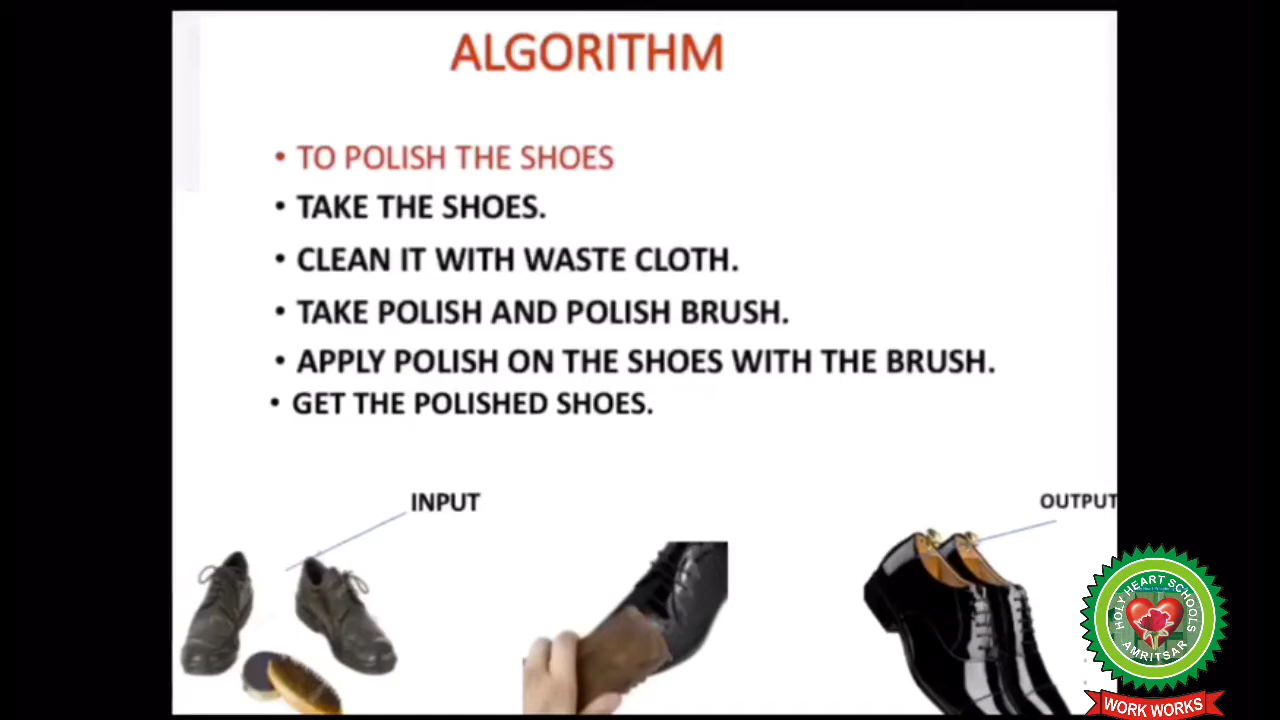 ALGORITHM
• TO POLISH THE SHOES
• TAKE THE SHOES.
• CLEAN IT WITH WASTE CLOTH.
• TAKE POLISH AND POLISH BRUSH.
• APPLY POLISH ON THE SHOES WITH THE BRUSH.
• GET THE POLISHED SHOES.
INPUT
OUTPUT
HOLY HEART SCHOOLS
AMRITSAR
WORK WORKS